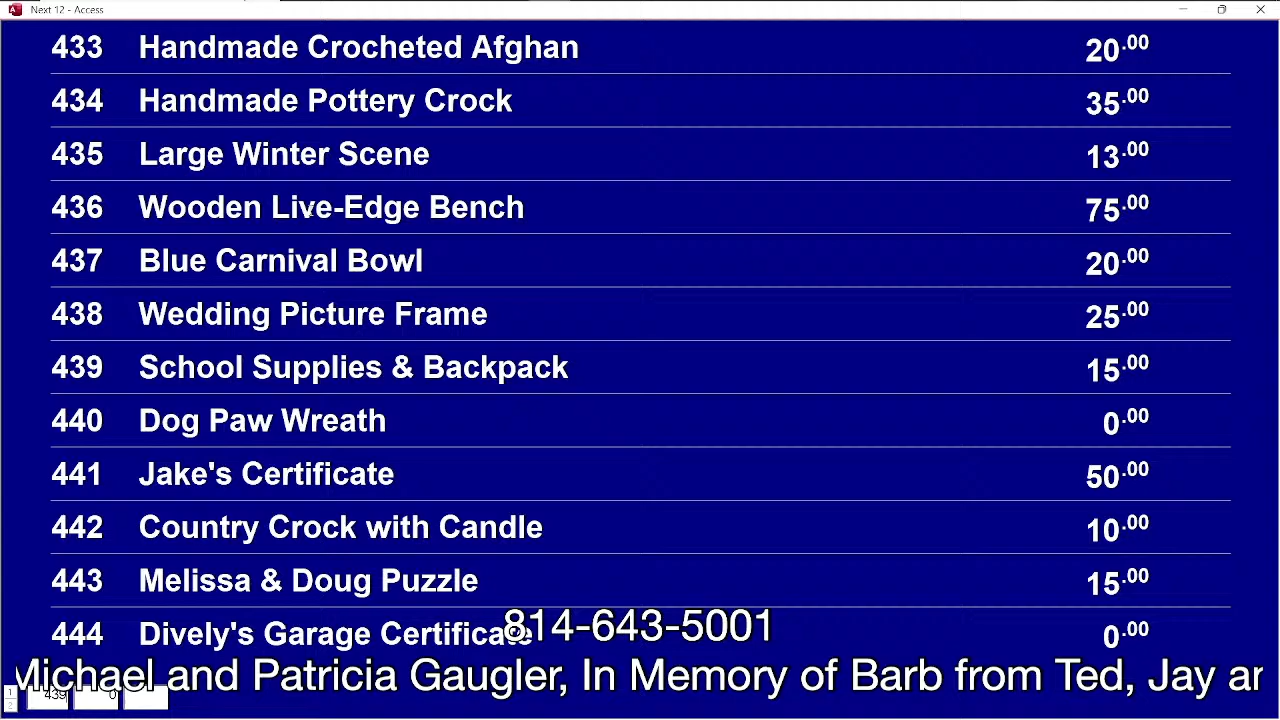 Next 12 - Access
433 Handmade Crocheted Afghan 20.00
434 Handmade Pottery Crock 35.00
435 Large Winter Scene 13.00
436 Wooden Live-Edge Bench 75.00
437 Blue Carnival Bowl 20.00
438 Wedding Picture Frame 25.00
439 School Supplies & Backpack 15.00
440 Dog Paw Wreath 0.00
441 Jake's Certificate 50.00
442 Country Crock with Candle 10.00
443 Melissa & Doug Puzzle 15.00
444 Dively's Garage Certificate 0.00
814-643-5001
Michael and Patricia Gaugler, In Memory of Barb from Ted, Jay ar
1 439 0
2